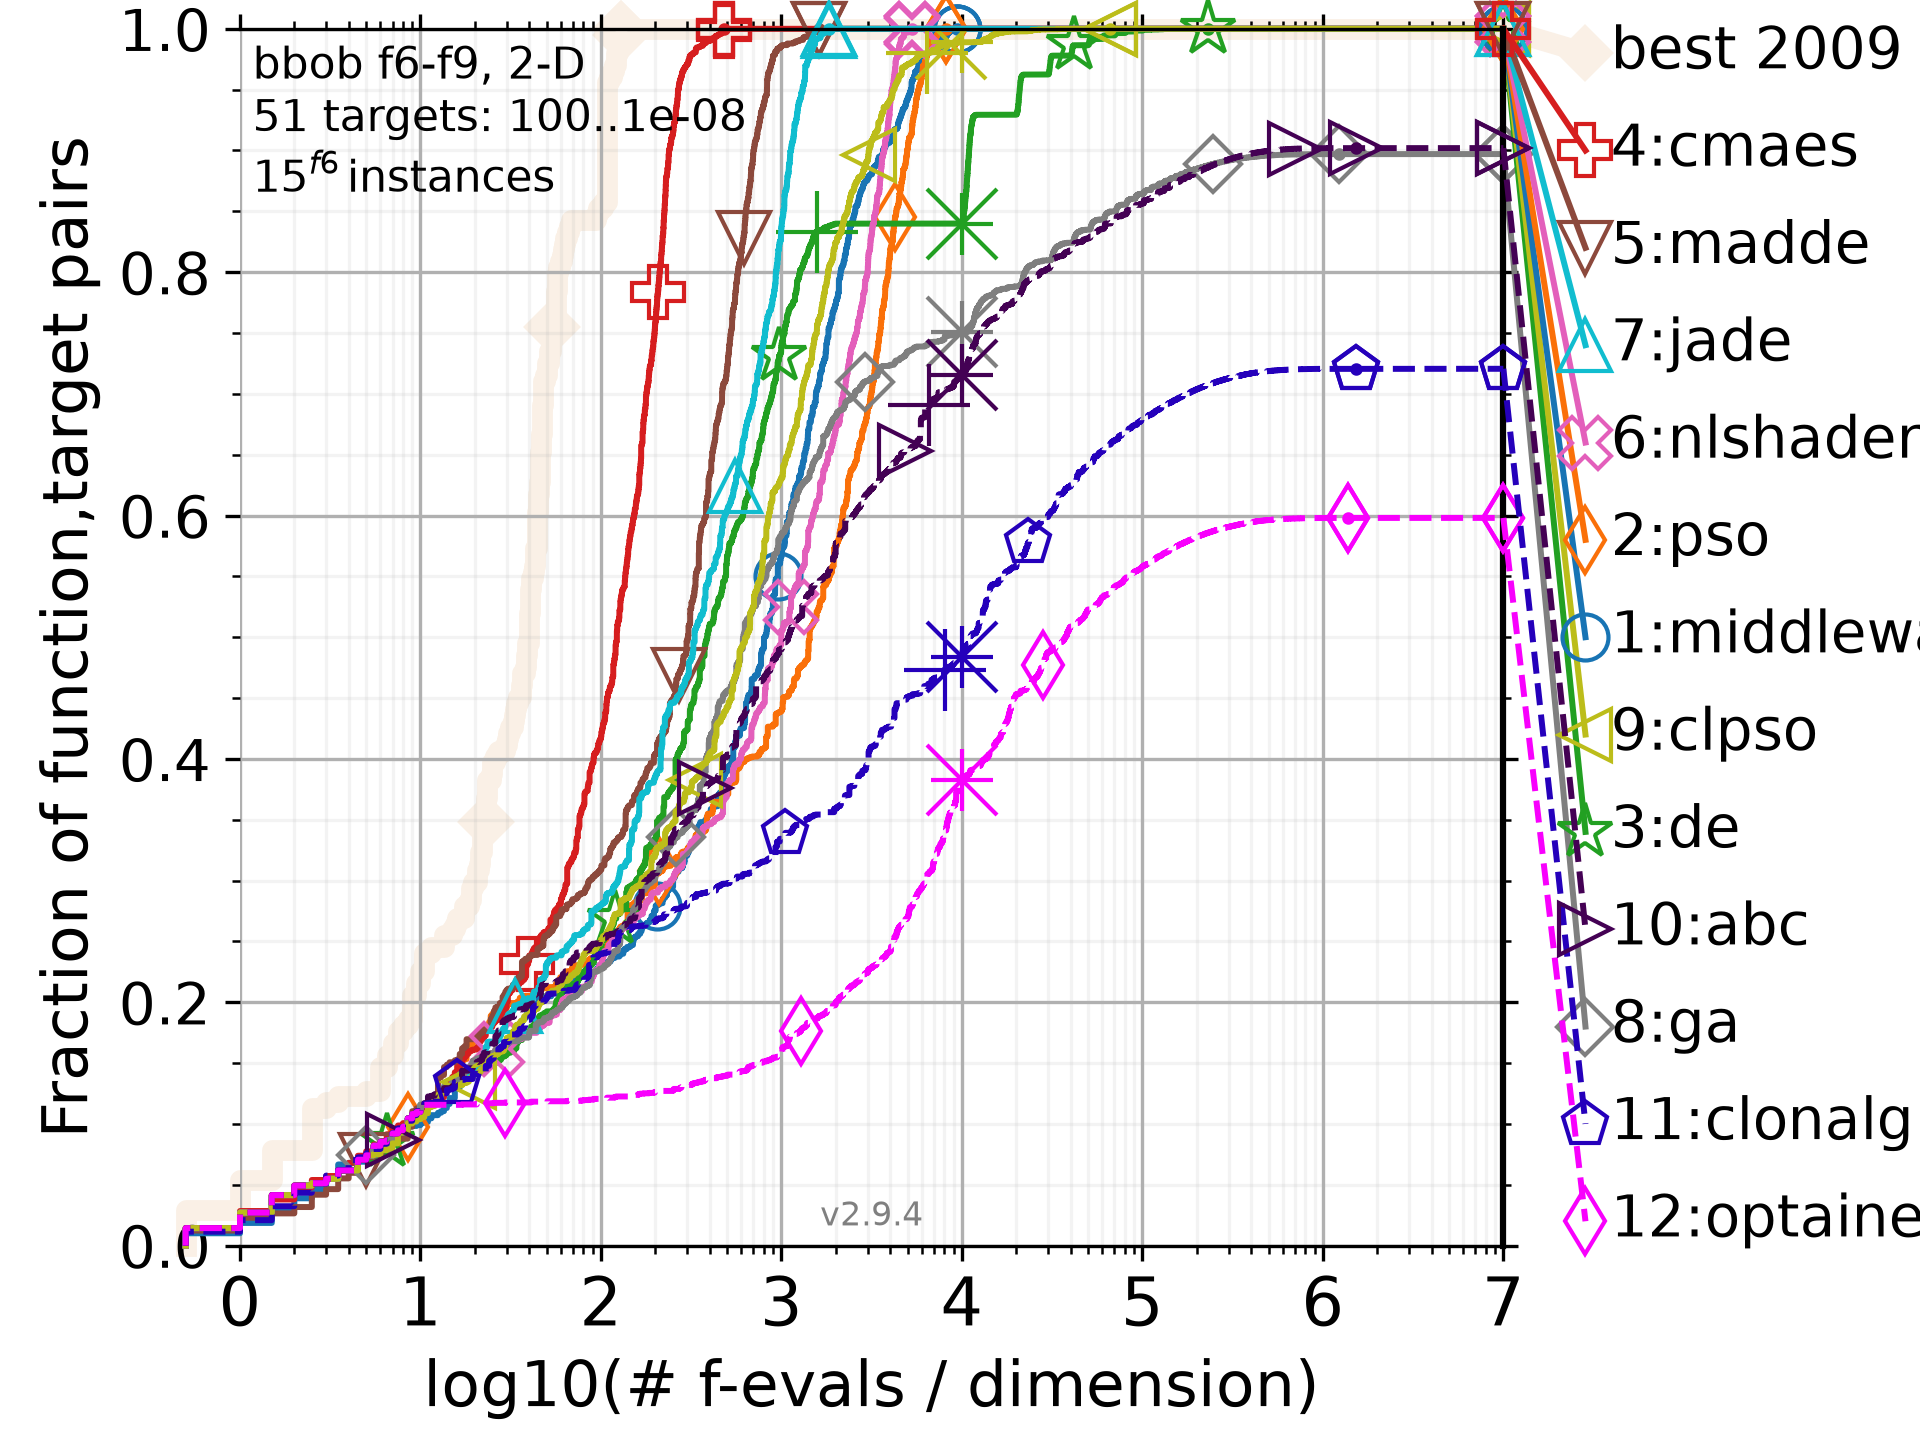 bbob f6-f9, 2-D
51 targets: 100..1e-08
15 f6 instances
Fraction of function,target pairs
1.0
0.8
0.6
0.4
0.2
0.0
0 1 2 3 4 5 6 7
log10(# f-evals / dimension)
v2.9.4
best 2009
4:cmaes
5:madde
7:jade
6:nlshader
2:pso
1:middlewa
9:clpso
3:de
10:abc
8:ga
11:clonalg
12:optaine